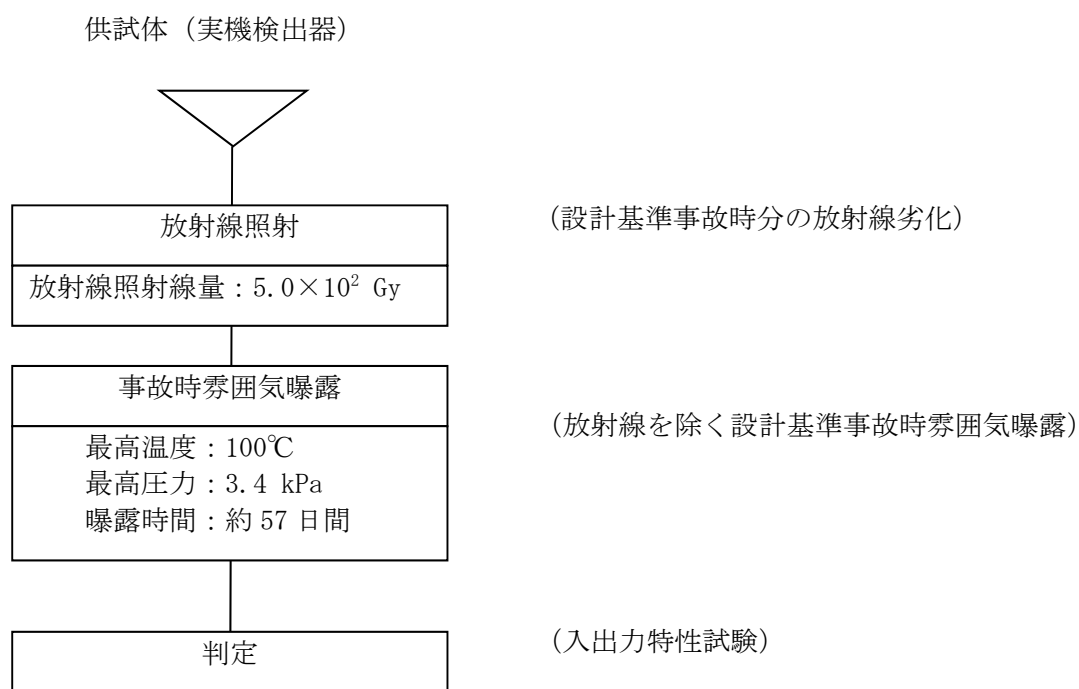 供試体（実機検出器）
放射線照射
（設計基準事故時分の放射線劣化）
放射線照射線量：5.0×10² Gy
事故時雰囲気曝露
（放射線を除く設計基準事故時雰囲気曝露）
最高温度：100℃
最高圧力：3.4 kPa
曝露時間：約 57 日間
判定
（入出力特性試験）